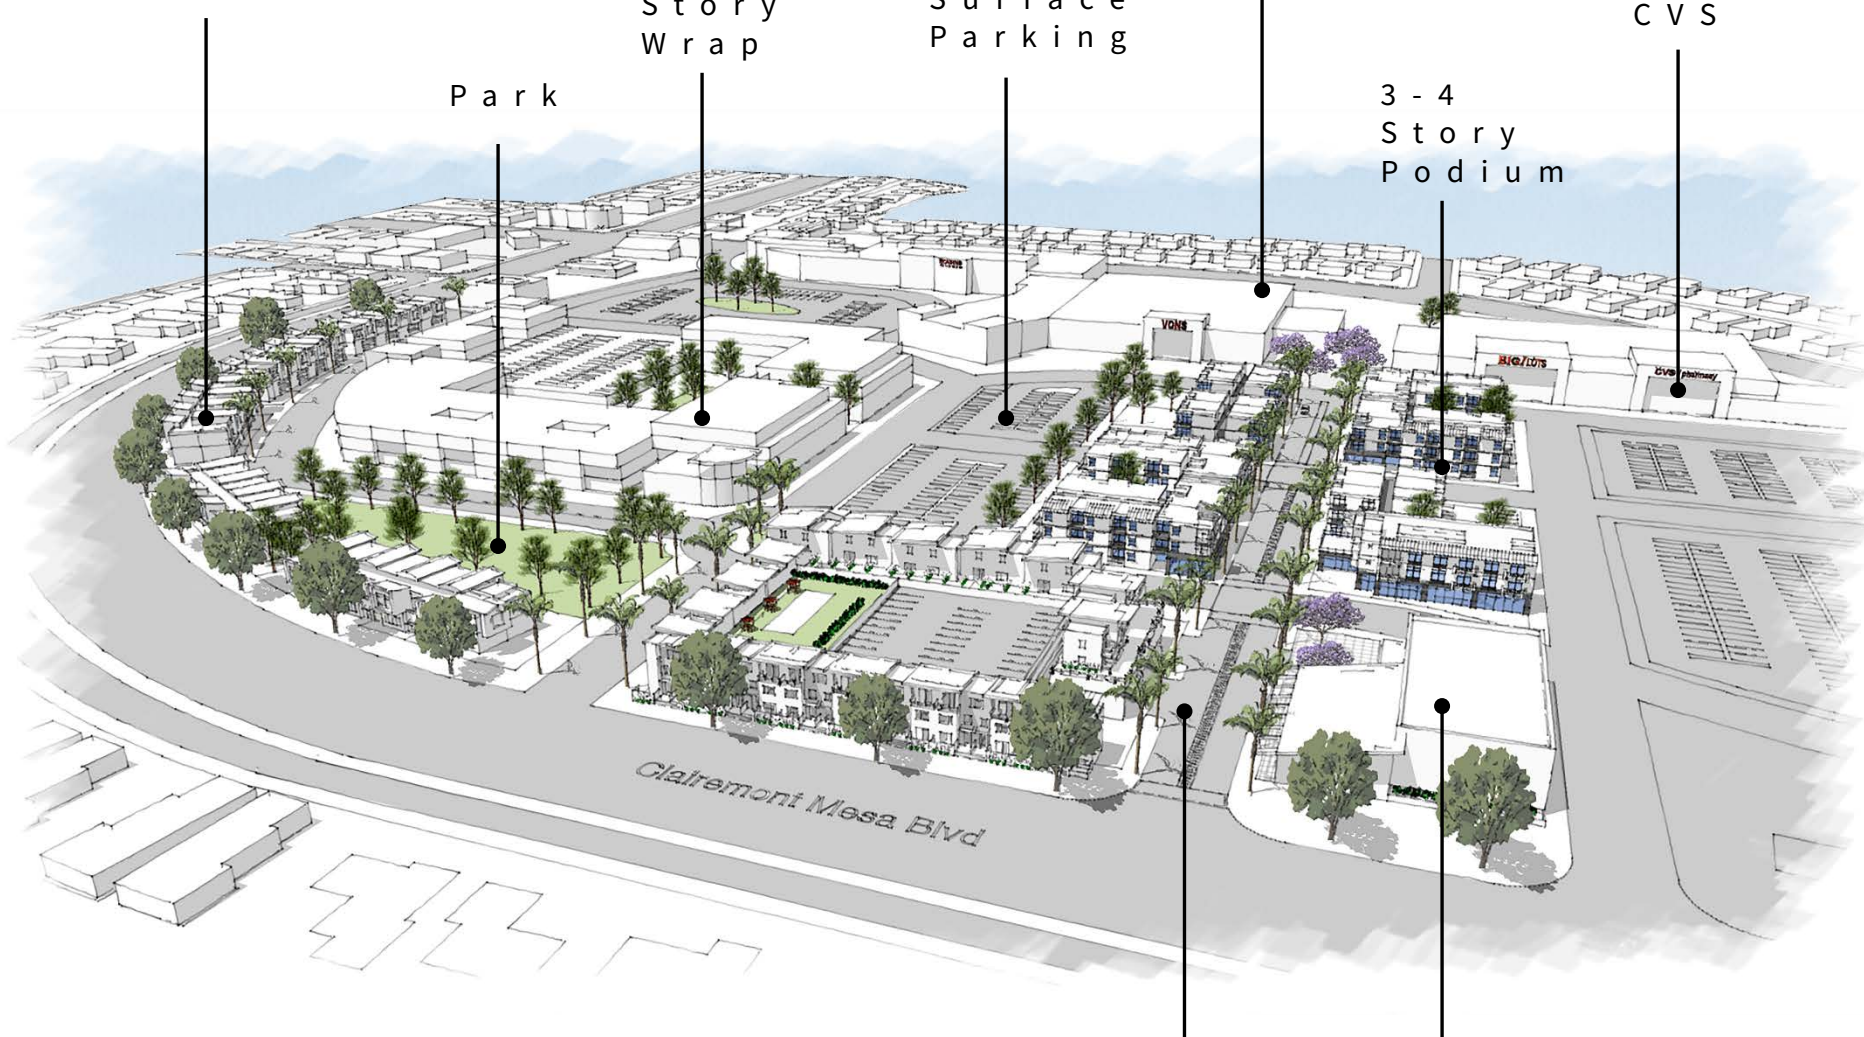 Story
Wrap
Surface
Parking
CVS
Park
3-4
Story
Podium
VONS
BIG/LOTS
CVS pharmacy
Clairemont Mesa Blvd